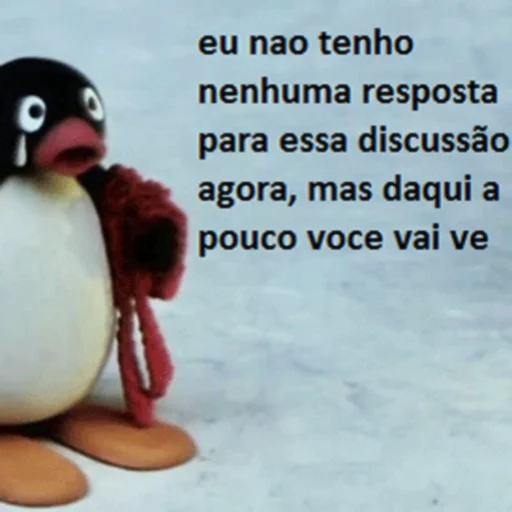 eu nao tenho
nenhuma resposta
para essa discussão
agora, mas daqui a
pouco voce vai ve